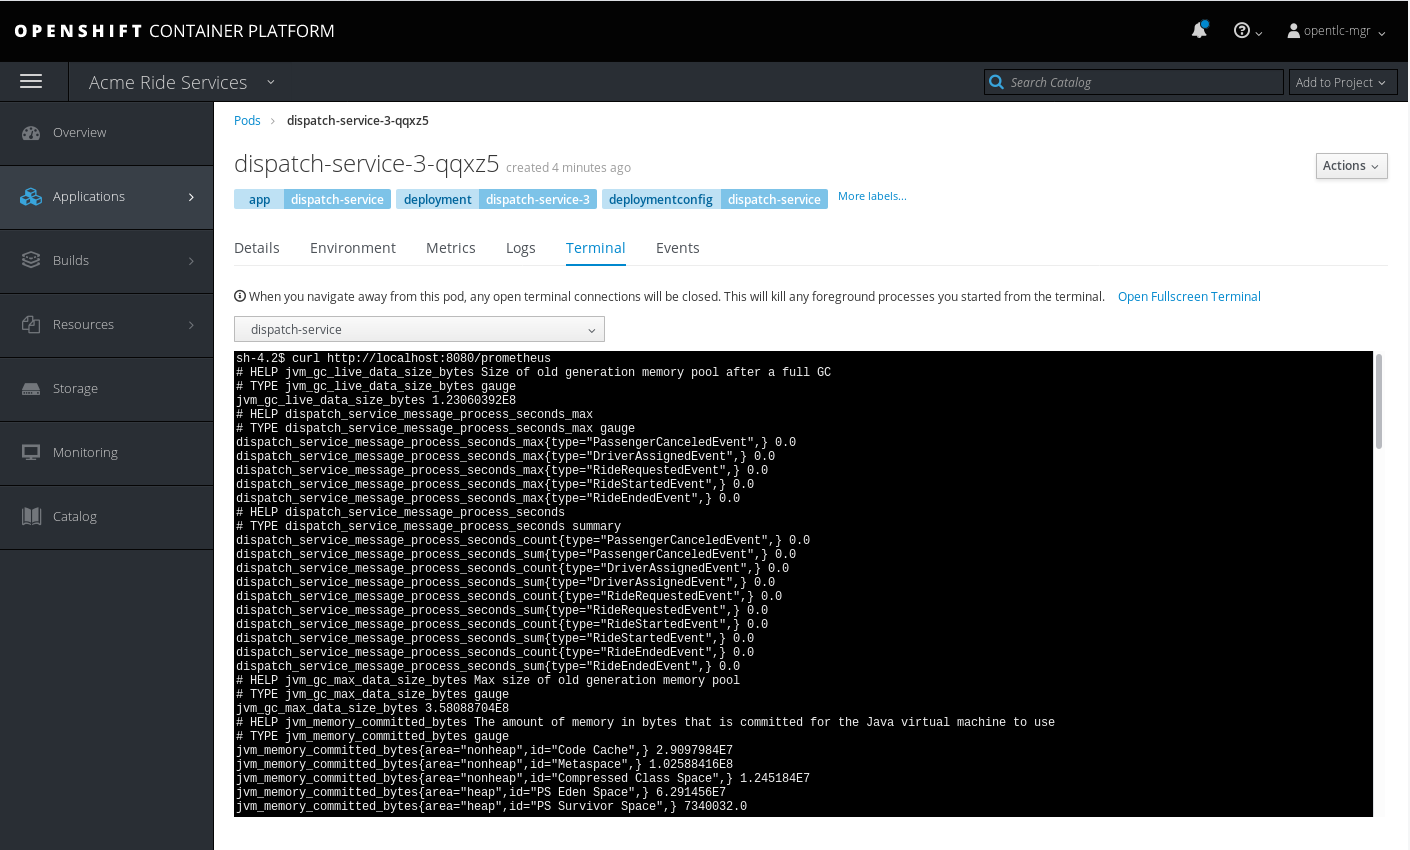 OPENSHIFT CONTAINER PLATFORM
opentlc-mgr
Acme Ride Services
Search Catalog
Add to Project
Overview
Applications
Builds
Resources
Storage
Monitoring
Catalog
Pods > dispatch-service-3-qqxz5
dispatch-service-3-qqxz5 created 4 minutes ago
Actions
app dispatch-service deployment dispatch-service-3 deploymentconfig dispatch-service More labels...
Details Environment Metrics Logs Terminal Events
When you navigate away from this pod, any open terminal connections will be closed. This will kill any foreground processes you started from the terminal. Open Fullscreen Terminal
dispatch-service
sh-4.2$ curl http://localhost:8080/prometheus
# HELP jvm_gc_live_data_size_bytes Size of old generation memory pool after a full GC
# TYPE jvm_gc_live_data_size_bytes gauge
jvm_gc_live_data_size_bytes 1.23060392E8
# HELP dispatch_service_message_process_seconds_max
# TYPE dispatch_service_message_process_seconds_max gauge
dispatch_service_message_process_seconds_max{type="PassengerCanceledEvent",} 0.0
dispatch_service_message_process_seconds_max{type="DriverAssignedEvent",} 0.0
dispatch_service_message_process_seconds_max{type="RideRequestedEvent",} 0.0
dispatch_service_message_process_seconds_max{type="RideStartedEvent",} 0.0
dispatch_service_message_process_seconds_max{type="RideEndedEvent",} 0.0
# HELP dispatch_service_message_process_seconds
# TYPE dispatch_service_message_process_seconds summary
dispatch_service_message_process_seconds_count{type="PassengerCanceledEvent",} 0.0
dispatch_service_message_process_seconds_sum{type="PassengerCanceledEvent",} 0.0
dispatch_service_message_process_seconds_count{type="DriverAssignedEvent",} 0.0
dispatch_service_message_process_seconds_sum{type="DriverAssignedEvent",} 0.0
dispatch_service_message_process_seconds_count{type="RideRequestedEvent",} 0.0
dispatch_service_message_process_seconds_sum{type="RideRequestedEvent",} 0.0
dispatch_service_message_process_seconds_count{type="RideStartedEvent",} 0.0
dispatch_service_message_process_seconds_sum{type="RideStartedEvent",} 0.0
dispatch_service_message_process_seconds_count{type="RideEndedEvent",} 0.0
dispatch_service_message_process_seconds_sum{type="RideEndedEvent",} 0.0
# HELP jvm_gc_max_data_size_bytes Max size of old generation memory pool
# TYPE jvm_gc_max_data_size_bytes gauge
jvm_gc_max_data_size_bytes 3.58088704E8
# HELP jvm_memory_committed_bytes The amount of memory in bytes that is committed for the Java virtual machine to use
# TYPE jvm_memory_committed_bytes gauge
jvm_memory_committed_bytes{area="nonheap",id="Code Cache",} 2.9097984E7
jvm_memory_committed_bytes{area="nonheap",id="Metaspace",} 1.02588416E8
jvm_memory_committed_bytes{area="nonheap",id="Compressed Class Space",} 1.245184E7
jvm_memory_committed_bytes{area="heap",id="PS Eden Space",} 6.291456E7
jvm_memory_committed_bytes{area="heap",id="PS Survivor Space",} 7340032.0